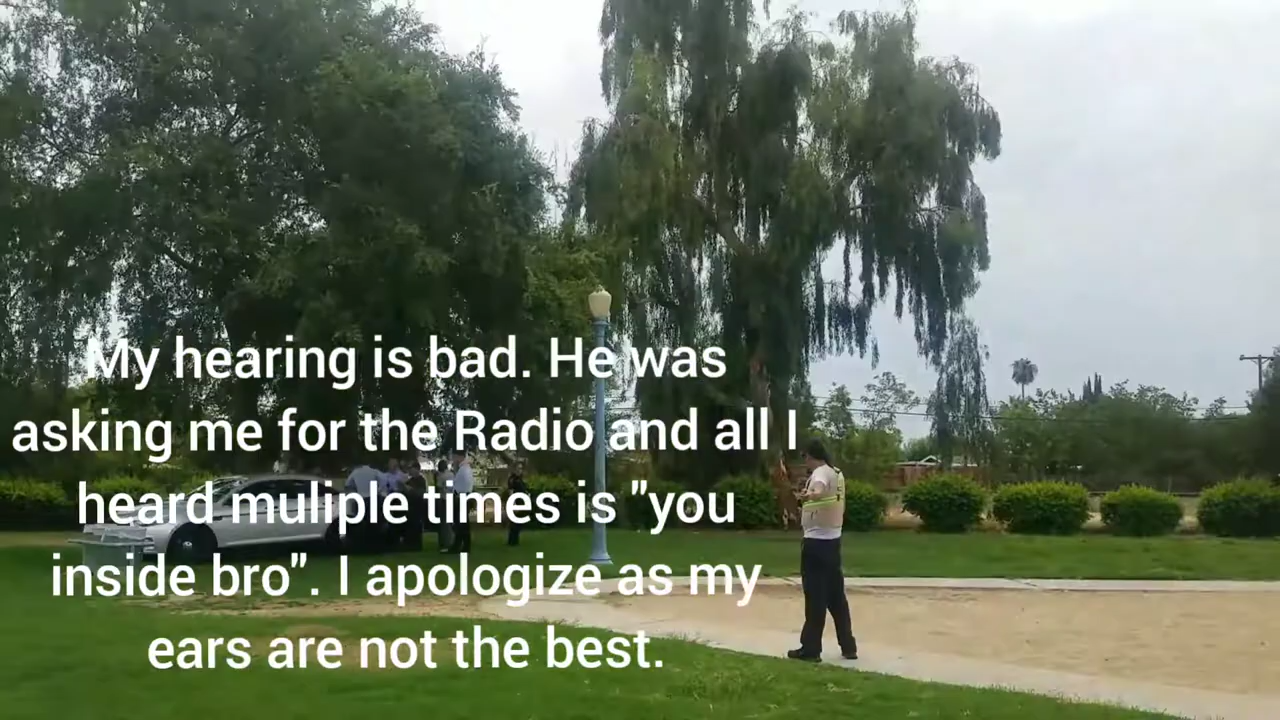 My hearing is bad. He was
asking me for the Radio and all I
heard muliple times is "you
inside bro". I apologize as my
ears are not the best.